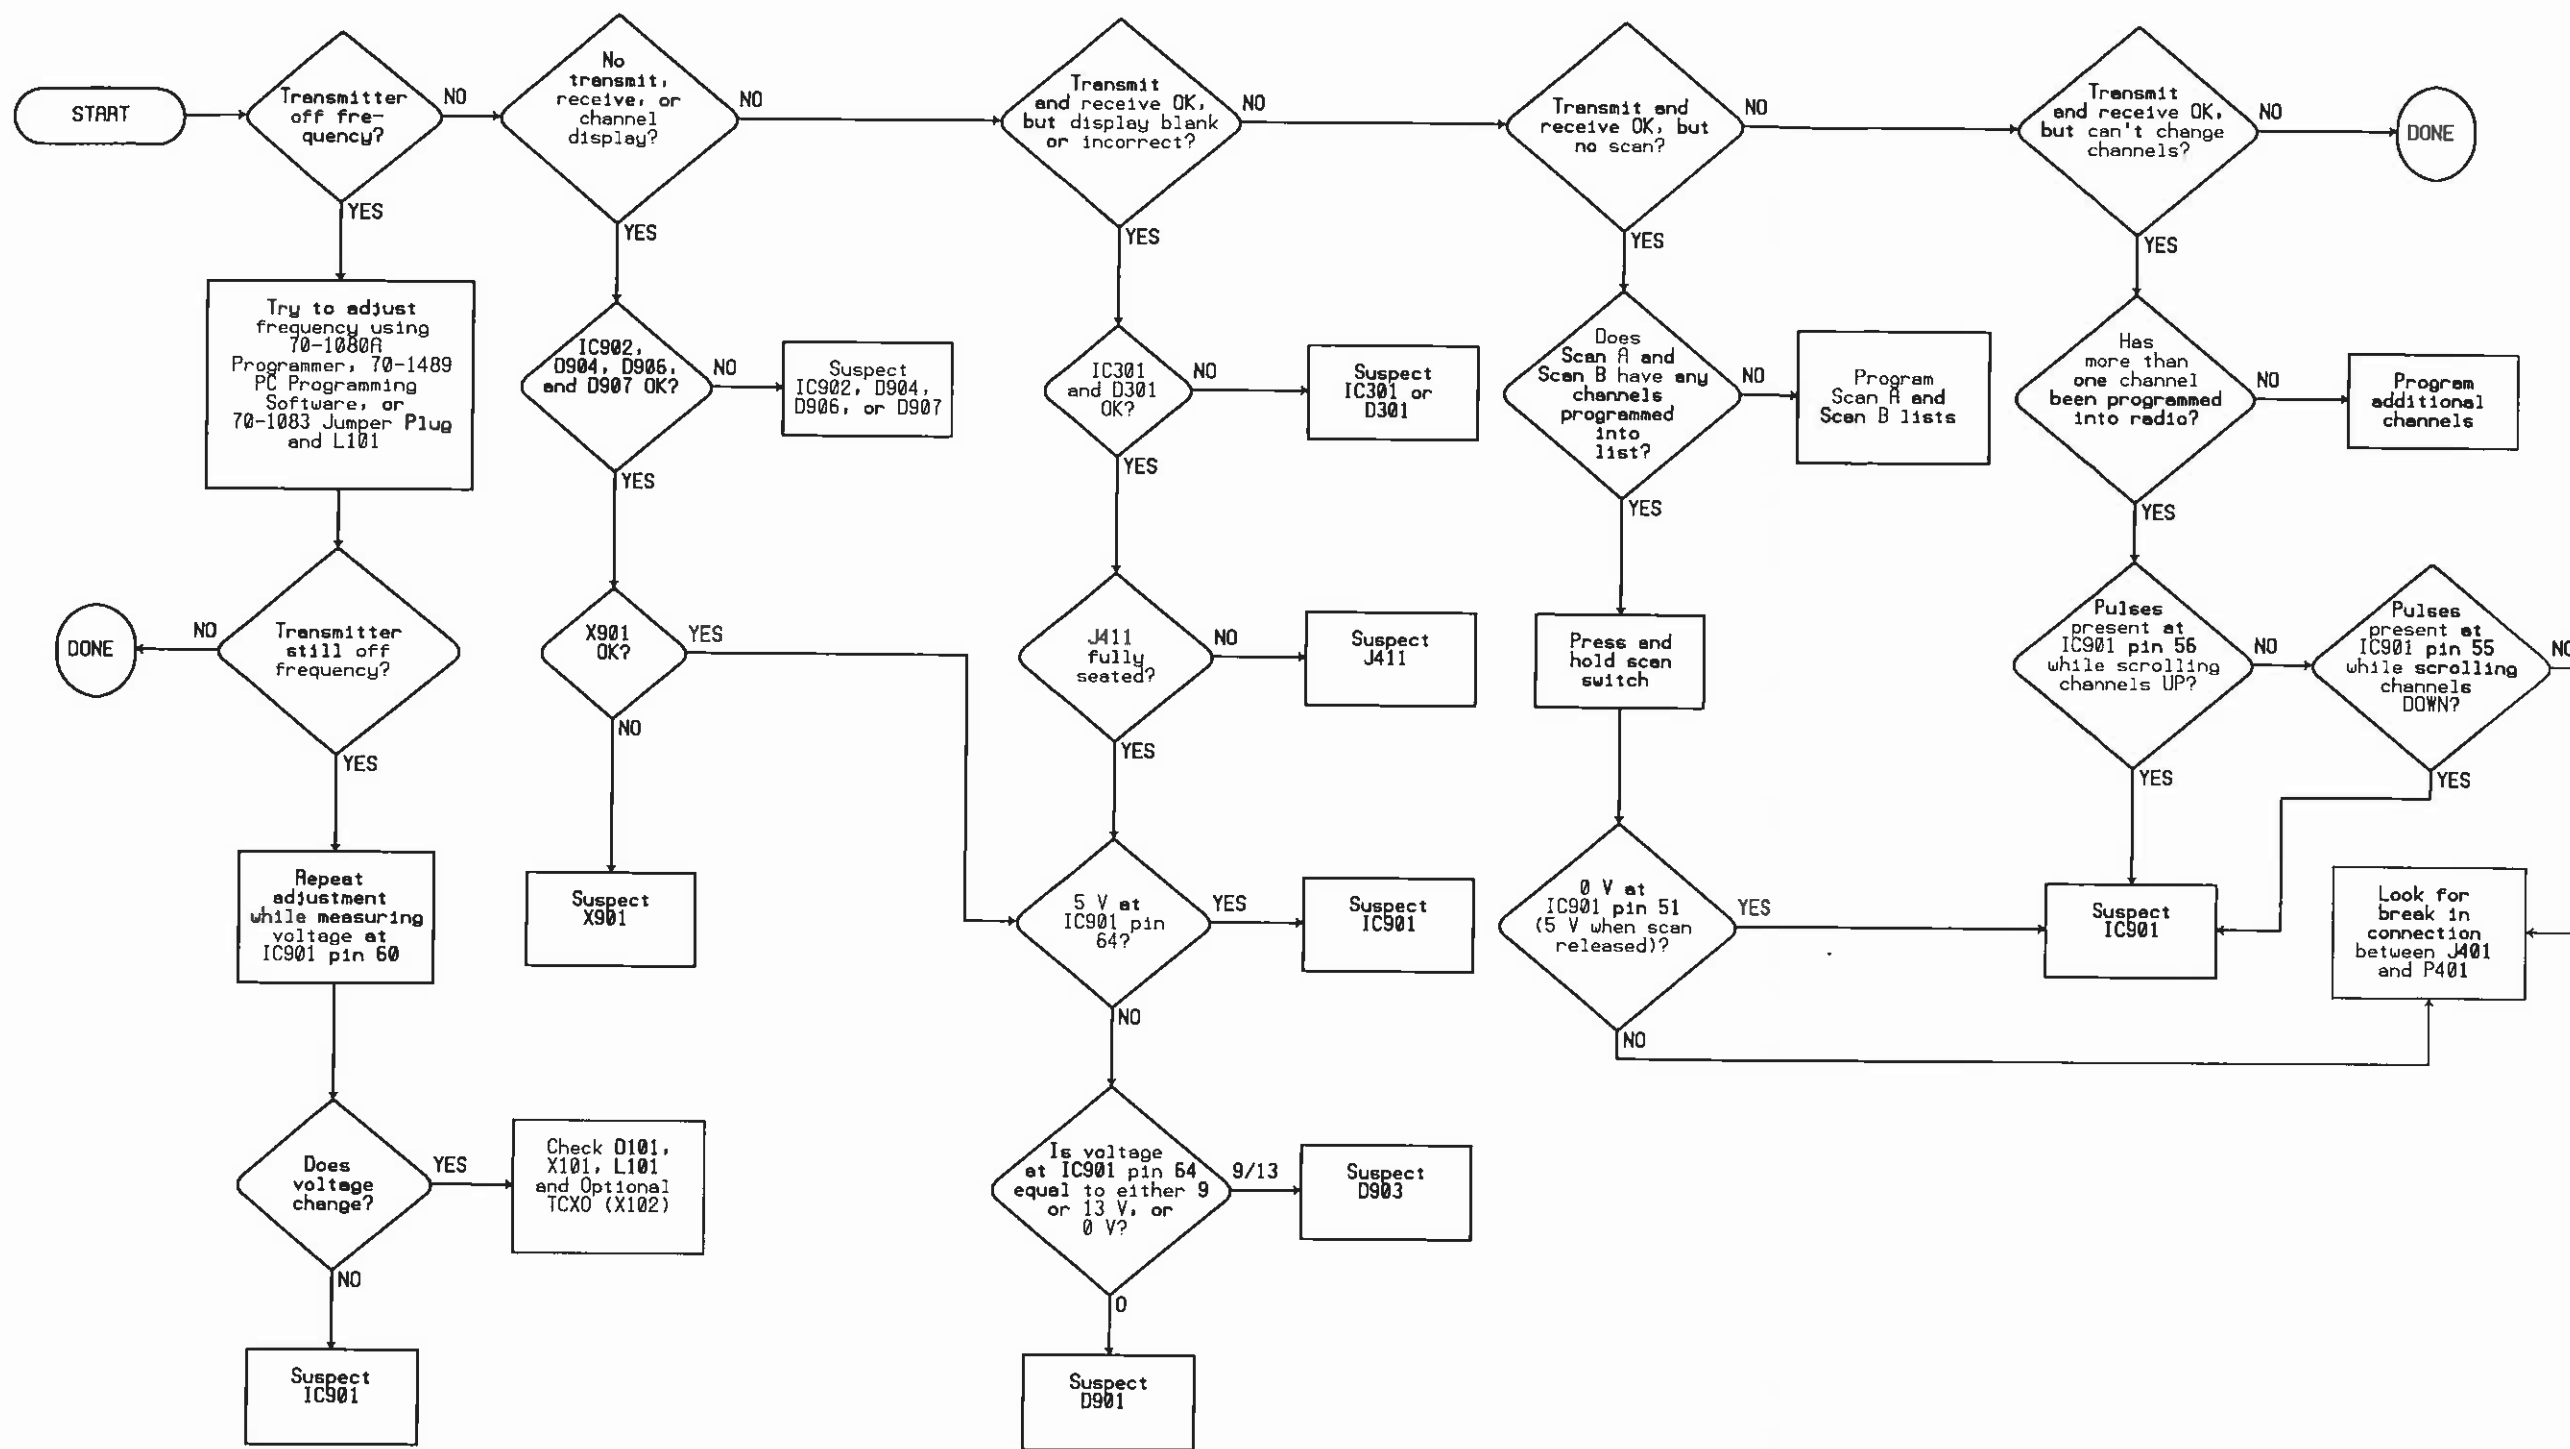 START
Transmitter
off fre-
quency?
NO
YES
No
transmit,
receive, or
channel
display?
NO
YES
Transmit
and receive OK,
but display blank
or incorrect?
NO
YES
Transmit and
receive OK, but
no scan?
NO
YES
Transmit
and receive OK,
but can't change
channels?
NO
YES
DONE
Try to adjust
frequency using
70-1080A
Programmer, 70-1489
PC Programming
Software, or
70-1083 Jumper Plug
and L101
IC902,
D904, D906,
and D907 OK?
NO
YES
Suspect
IC902, D904,
D906, or D907
IC301
and D301
OK?
NO
YES
Suspect
IC301 or
D301
Does
Scan A and
Scan B have any
channels
programmed
into
list?
NO
YES
Program
Scan A and
Scan B lists
Has
more than
one channel
been programmed
into radio?
NO
YES
Program
additional
channels
DONE
NO
Transmitter
still off
frequency?
YES
X901
OK?
YES
NO
J411
fully
seated?
NO
YES
Suspect
J411
Press and
hold scan
switch
Pulses
present at
IC901 pin 56
while scrolling
channels UP?
NO
YES
Pulses
present at
IC901 pin 55
while scrolling
channels
DOWN?
NO
YES
Repeat
adjustment
while measuring
voltage at
IC901 pin 60
Suspect
X901
5 V at
IC901 pin
64?
YES
NO
Suspect
IC901
0 V at
IC901 pin 51
(5 V when scan
released)?
YES
NO
Suspect
IC901
Look for
break in
connection
between J401
and P401
Does
voltage
change?
YES
NO
Check D101,
X101, L101
and Optional
TCXO (X102)
Is voltage
at IC901 pin 64
equal to either 9
or 13 V, or
0 V?
9/13
0
Suspect
D903
Suspect
IC901
Suspect
D901